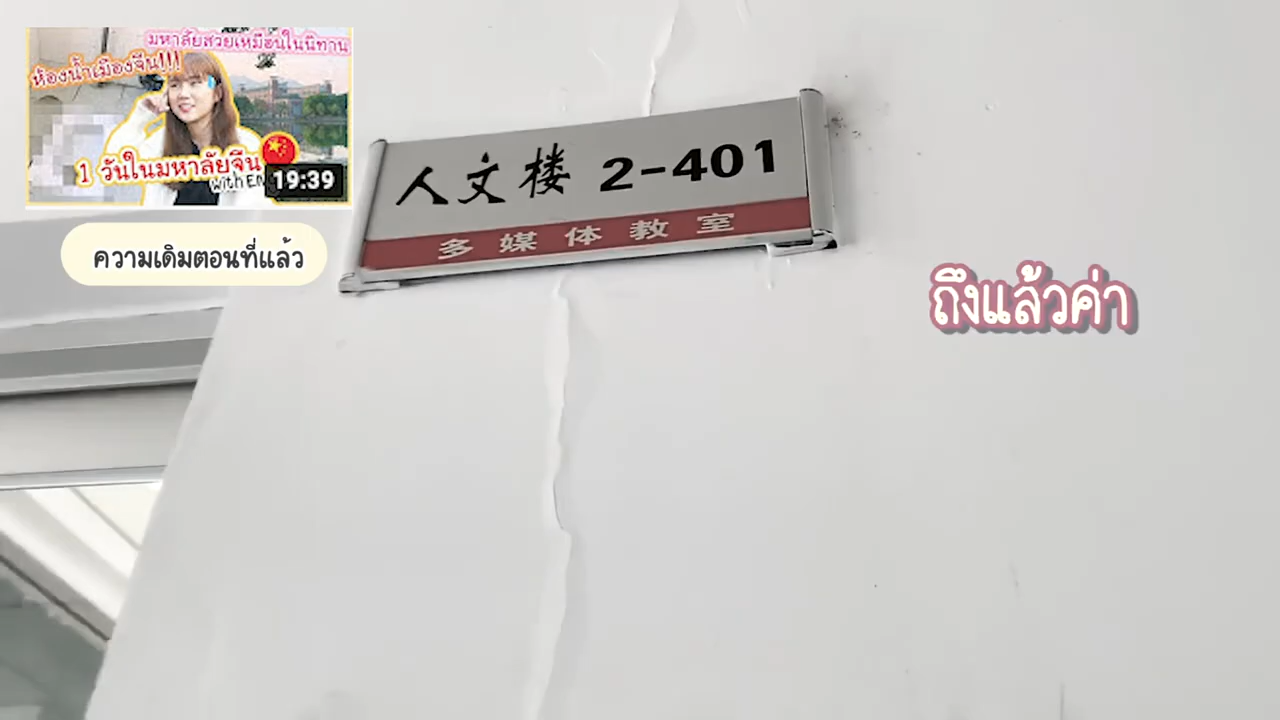 มหาลัยสวยเหมือนในนิทาน
ห้องน้ำเมืองจีน!!!
1 วันในมหาลัยจีน
with En
19:39
ความเดิมตอนที่แล้ว
人文楼 2-401
多媒体教室
ถึงแล้วค่า